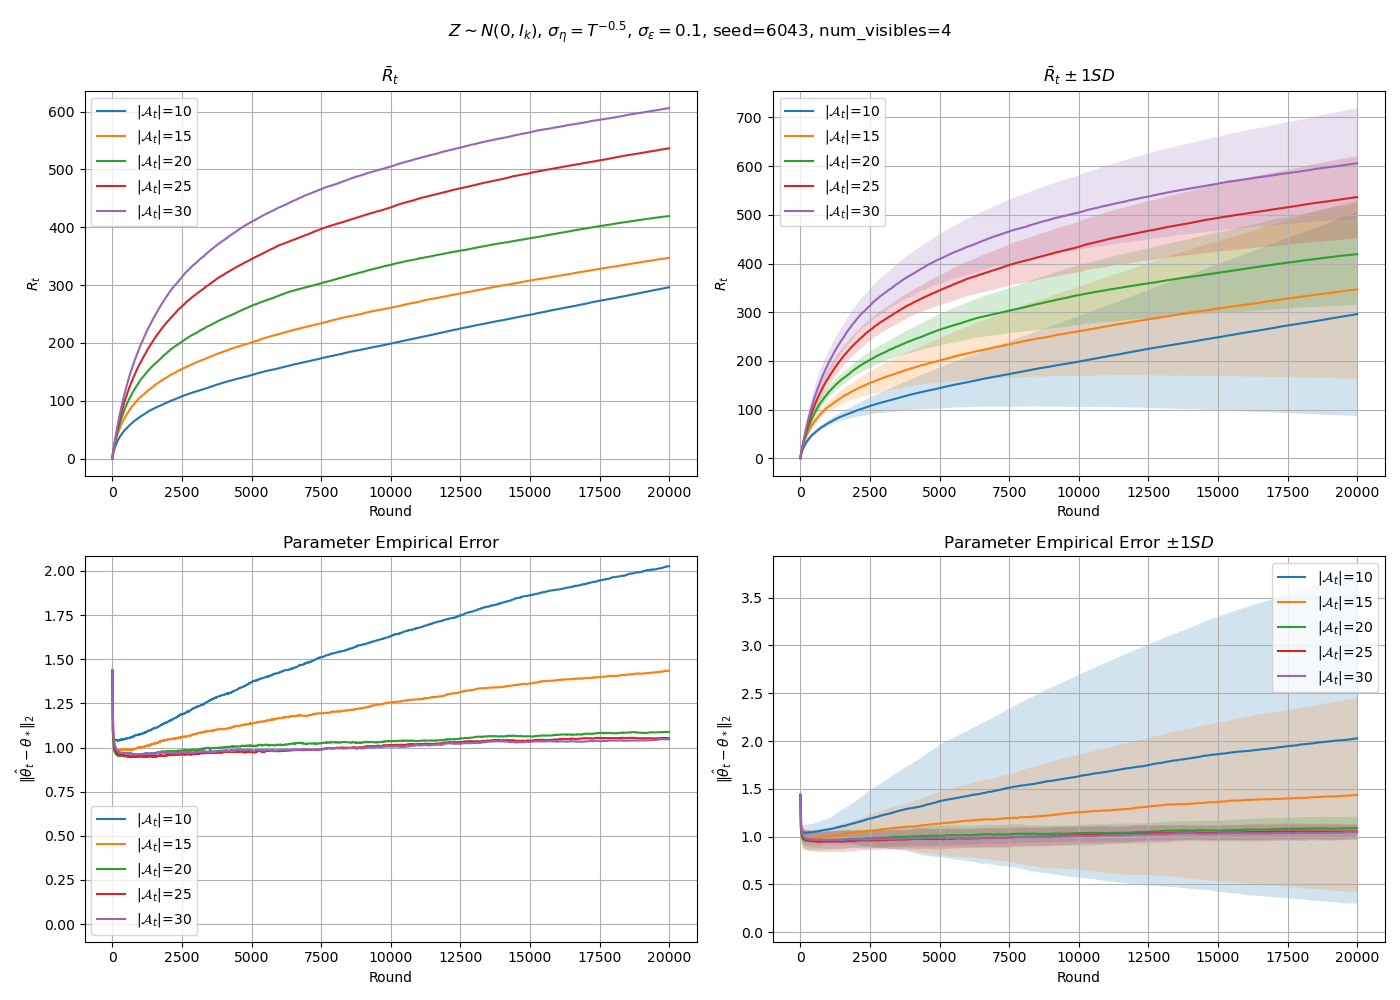 Z ∼ N(0, I_k), σ_η = T^{−0.5}, σ_ε = 0.1, seed=6043, num_visibles=4
R̄_t
R_t
600
500
400
300
200
100
0
|𝒜_t|=10
|𝒜_t|=15
|𝒜_t|=20
|𝒜_t|=25
|𝒜_t|=30
0 2500 5000 7500 10000 12500 15000 17500 20000
Round
R̄_t ± 1SD
R_t
700
600
500
400
300
200
100
0
|𝒜_t|=10
|𝒜_t|=15
|𝒜_t|=20
|𝒜_t|=25
|𝒜_t|=30
0 2500 5000 7500 10000 12500 15000 17500 20000
Round
Parameter Empirical Error
‖θ̂_t − θ_*‖_2
2.00
1.75
1.50
1.25
1.00
0.75
0.50
0.25
0.00
|𝒜_t|=10
|𝒜_t|=15
|𝒜_t|=20
|𝒜_t|=25
|𝒜_t|=30
0 2500 5000 7500 10000 12500 15000 17500 20000
Round
Parameter Empirical Error ±1SD
‖θ̂_t − θ_*‖_2
3.5
3.0
2.5
2.0
1.5
1.0
0.5
0.0
|𝒜_t|=10
|𝒜_t|=15
|𝒜_t|=20
|𝒜_t|=25
|𝒜_t|=30
0 2500 5000 7500 10000 12500 15000 17500 20000
Round